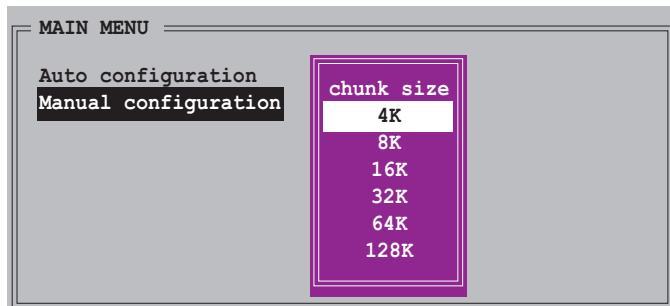 MAIN MENU
Auto configuration
Manual configuration
chunk size
4K
8K
16K
32K
64K
128K